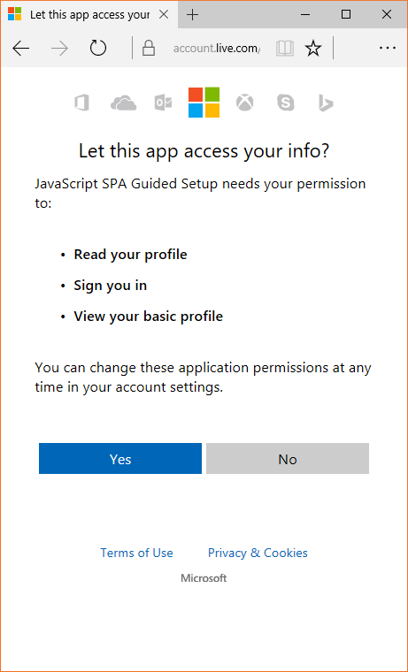 Let this app access your
account.live.com/
Let this app access your info?
JavaScript SPA Guided Setup needs your permission
to:
• Read your profile
• Sign you in
• View your basic profile
You can change these application permissions at any
time in your account settings.
Yes No
Terms of Use Privacy & Cookies
Microsoft